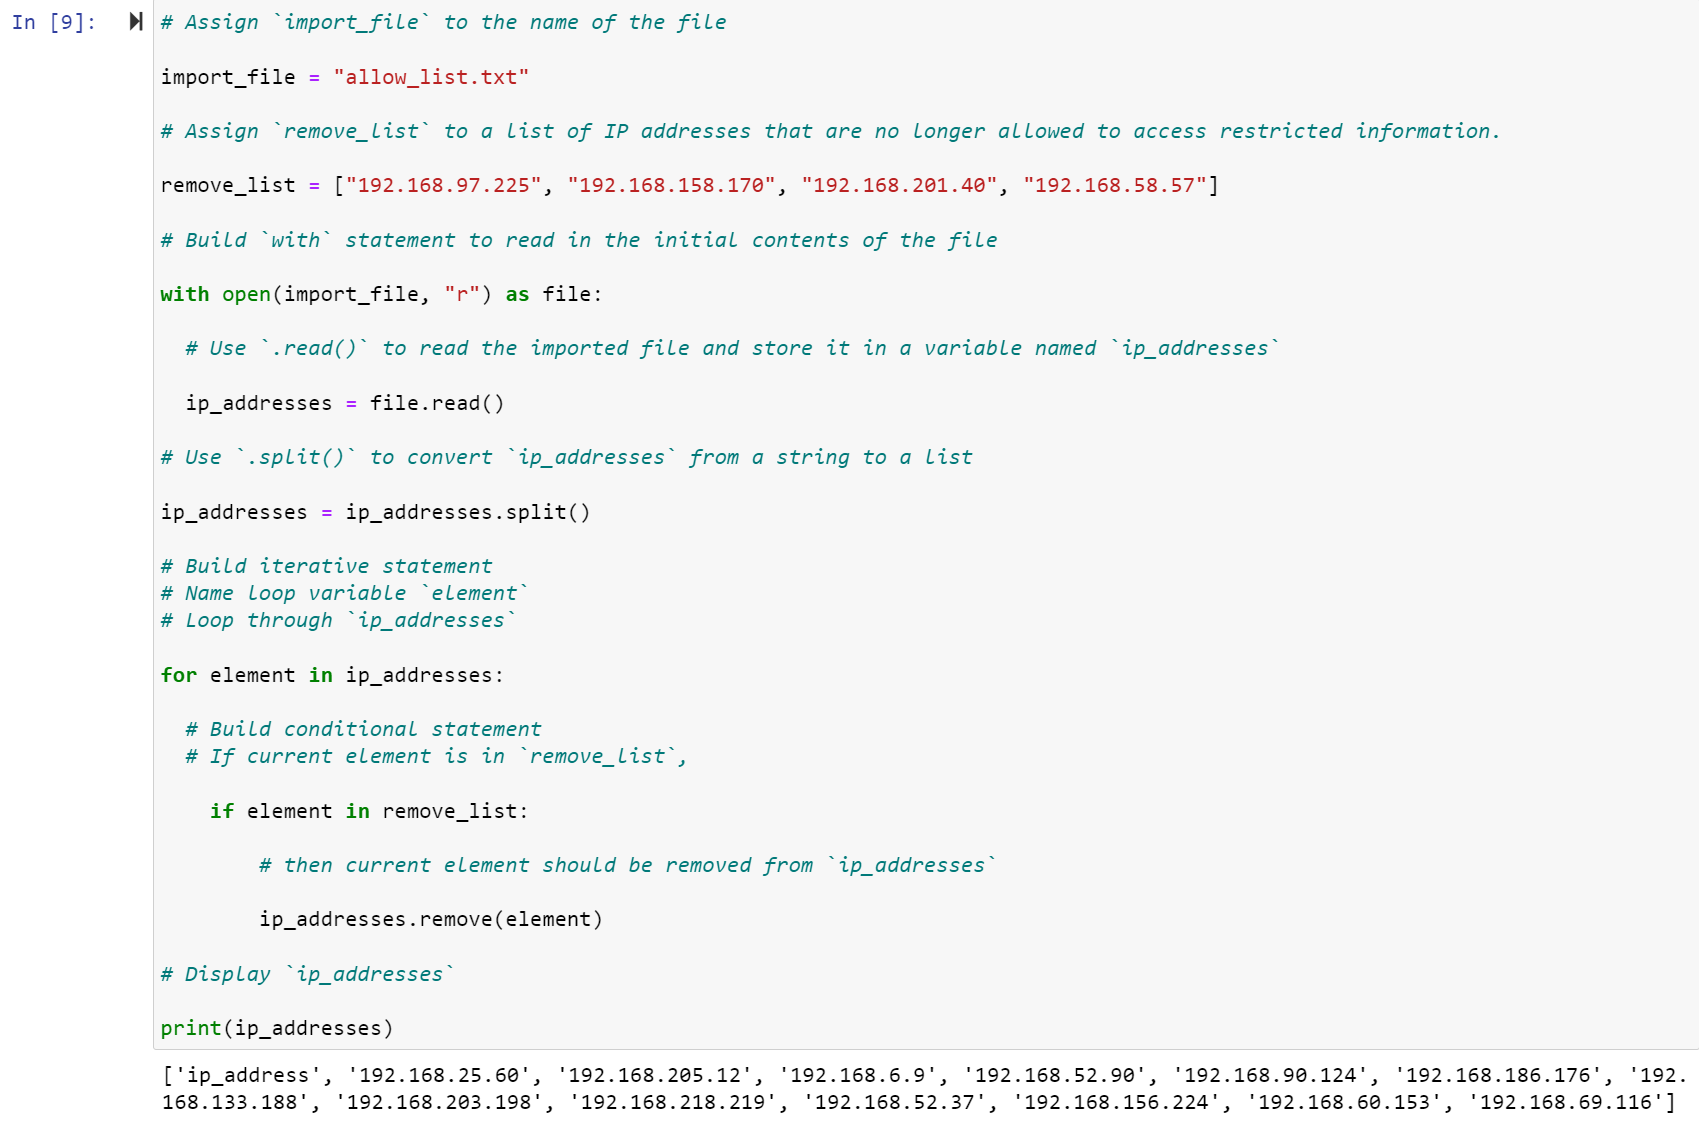 In [9]:
# Assign `import_file` to the name of the file
import_file = "allow_list.txt"
# Assign `remove_list` to a list of IP addresses that are no longer allowed to access restricted information.
remove_list = ["192.168.97.225", "192.168.158.170", "192.168.201.40", "192.168.58.57"]
# Build `with` statement to read in the initial contents of the file
with open(import_file, "r") as file:
  # Use `.read()` to read the imported file and store it in a variable named `ip_addresses`
  ip_addresses = file.read()
# Use `.split()` to convert `ip_addresses` from a string to a list
ip_addresses = ip_addresses.split()
# Build iterative statement
# Name loop variable `element`
# Loop through `ip_addresses`
for element in ip_addresses:
  # Build conditional statement
  # If current element is in `remove_list`,
    if element in remove_list:
        # then current element should be removed from `ip_addresses`
        ip_addresses.remove(element)
# Display `ip_addresses`
print(ip_addresses)
['ip_address', '192.168.25.60', '192.168.205.12', '192.168.6.9', '192.168.52.90', '192.168.90.124', '192.168.186.176', '192.
168.133.188', '192.168.203.198', '192.168.218.219', '192.168.52.37', '192.168.156.224', '192.168.60.153', '192.168.69.116']